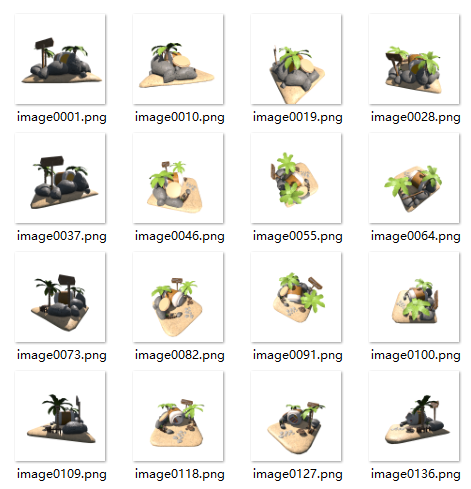 image0001.png image0010.png image0019.png image0028.png
image0037.png image0046.png image0055.png image0064.png
image0073.png image0082.png image0091.png image0100.png
image0109.png image0118.png image0127.png image0136.png